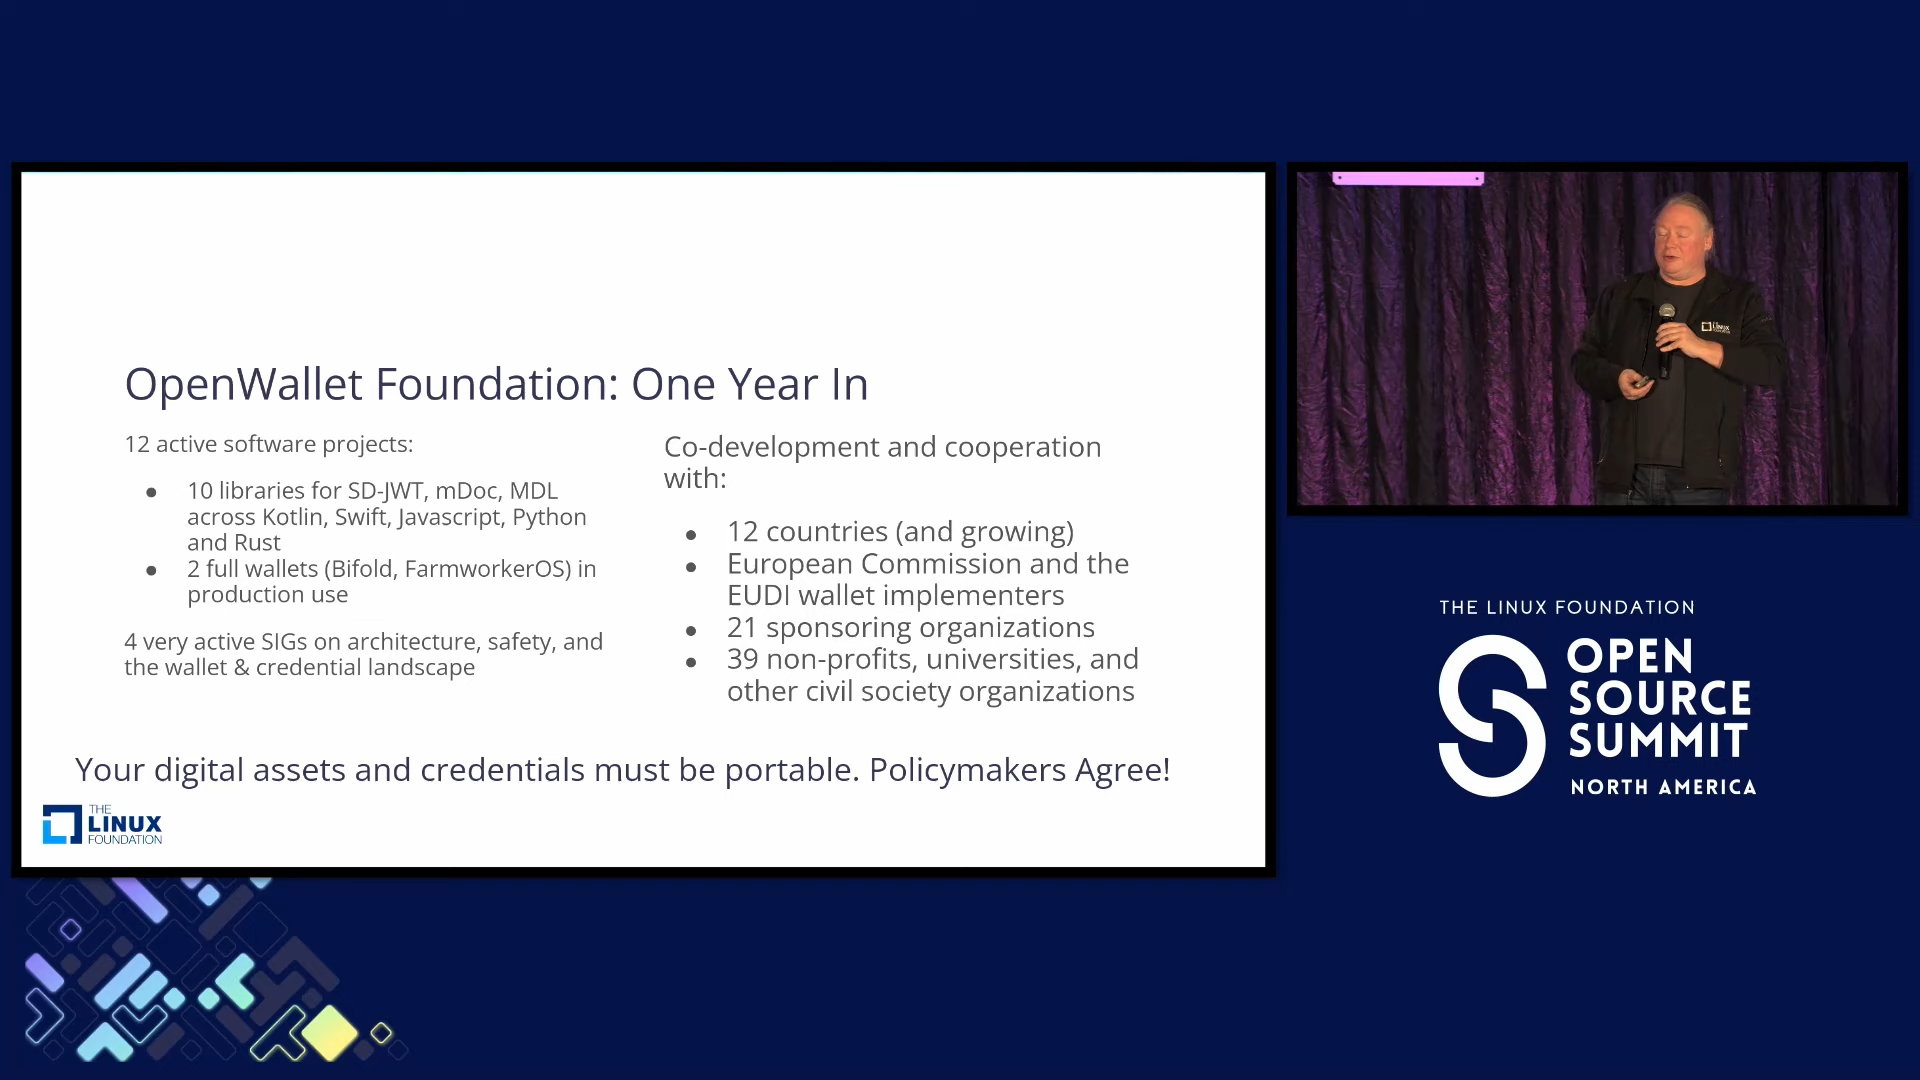 OpenWallet Foundation: One Year In
12 active software projects:
● 10 libraries for SD-JWT, mDoc, MDL
across Kotlin, Swift, Javascript, Python
and Rust
● 2 full wallets (Bifold, FarmworkerOS) in
production use
4 very active SIGs on architecture, safety, and
the wallet & credential landscape
Co-development and cooperation
with:
● 12 countries (and growing)
● European Commission and the
EUDI wallet implementers
● 21 sponsoring organizations
● 39 non-profits, universities, and
other civil society organizations
Your digital assets and credentials must be portable. Policymakers Agree!
THE
LINUX
FOUNDATION
LINUX
THE LINUX FOUNDATION
OPEN
SOURCE
SUMMIT
NORTH AMERICA